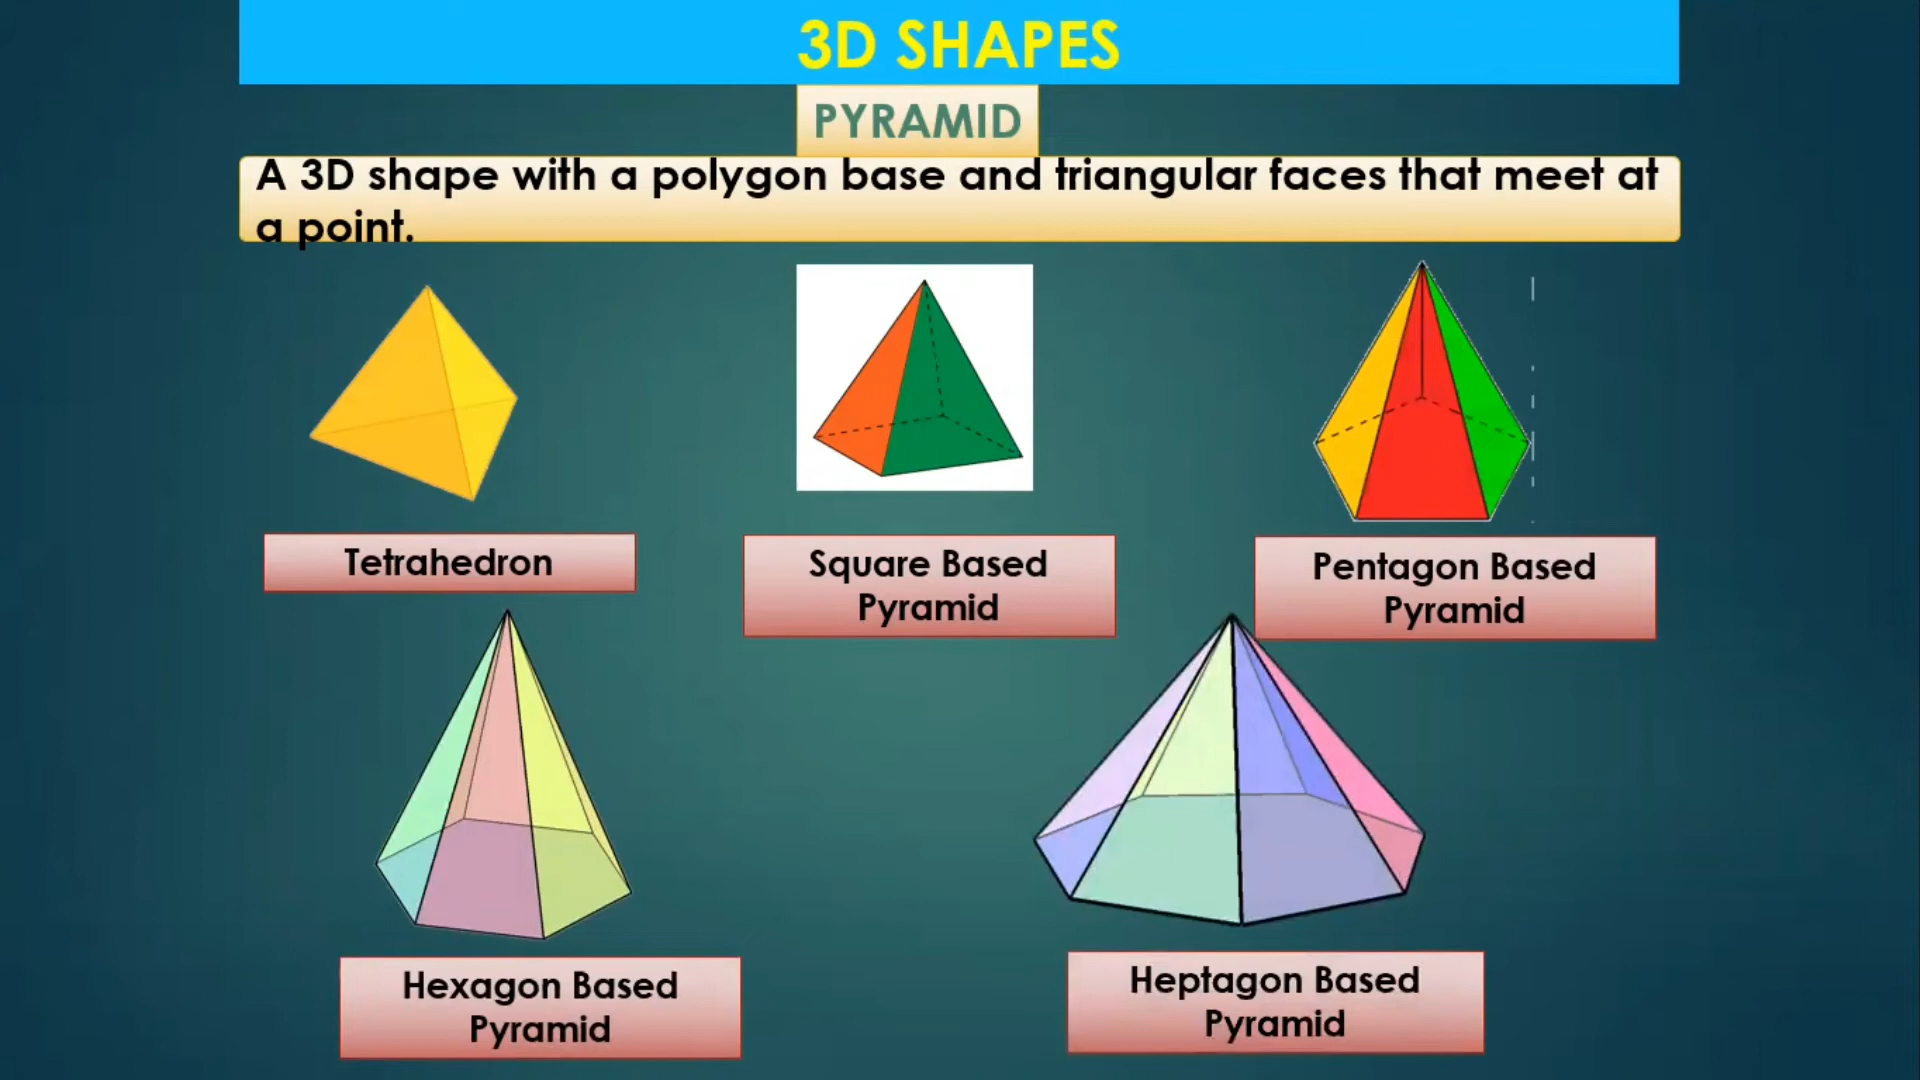 3D SHAPES
PYRAMID
A 3D shape with a polygon base and triangular faces that meet at
a point.
Tetrahedron
Square Based
Pyramid
Pentagon Based
Pyramid
Hexagon Based
Pyramid
Heptagon Based
Pyramid